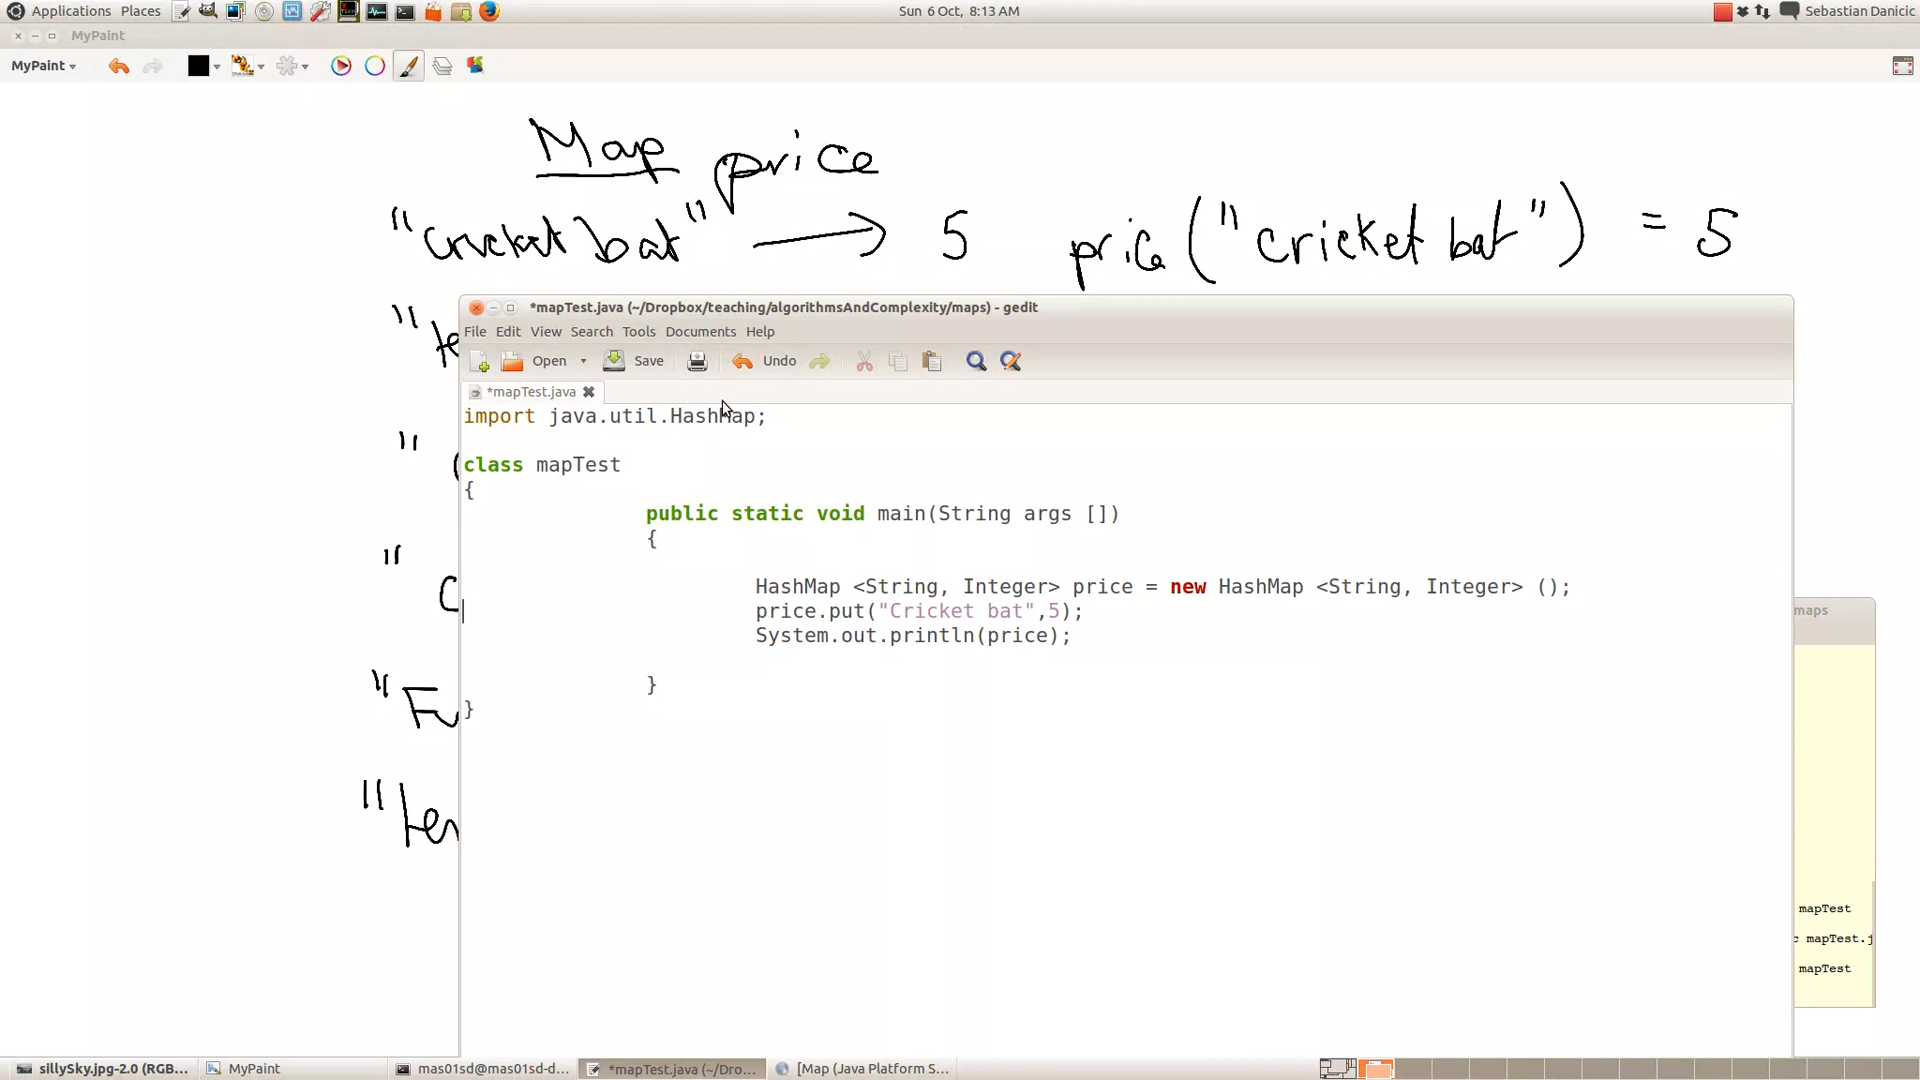 Applications Places Sun 6 Oct, 8:13 AM Sebastian Danicic
MyPaint
MyPaint
Map price
"cricket bat" → 5 price("cricket bat") = 5
*mapTest.java (~/Dropbox/teaching/algorithmsAndComplexity/maps) - gedit
File Edit View Search Tools Documents Help
Open Save Undo
*mapTest.java
import java.util.HashMap;
class mapTest
{
public static void main(String args [])
{
HashMap <String, Integer> price = new HashMap <String, Integer> ();
price.put("Cricket bat",5);
System.out.println(price);
}
}
maps
mapTest
c mapTest.j
mapTest
sillySky.jpg-2.0 (RGB... MyPaint mas01sd@mas01sd-d... *mapTest.java (~/Dro... [Map (Java Platform S...